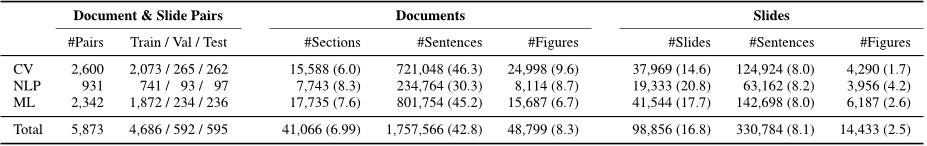 Document & Slide Pairs Documents Slides
#Pairs Train / Val / Test #Sections #Sentences #Figures #Slides #Sentences #Figures
CV 2,600 2,073 / 265 / 262 15,588 (6.0) 721,048 (46.3) 24,998 (9.6) 37,969 (14.6) 124,924 (8.0) 4,290 (1.7)
NLP 931 741 / 93 / 97 7,743 (8.3) 234,764 (30.3) 8,114 (8.7) 19,333 (20.8) 63,162 (8.2) 3,956 (4.2)
ML 2,342 1,872 / 234 / 236 17,735 (7.6) 801,754 (45.2) 15,687 (6.7) 41,544 (17.7) 142,698 (8.0) 6,187 (2.6)
Total 5,873 4,686 / 592 / 595 41,066 (6.99) 1,757,566 (42.8) 48,799 (8.3) 98,856 (16.8) 330,784 (8.1) 14,433 (2.5)